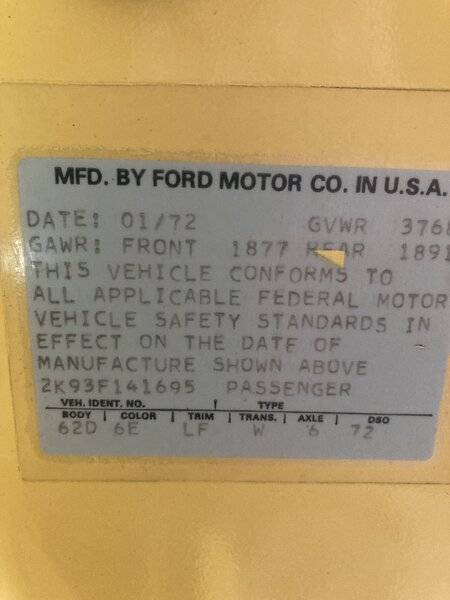 MFD. BY FORD MOTOR CO. IN U.S.A.
DATE: 01/72 GVWR 3768
GAWR: FRONT 1877 REAR 1891
THIS VEHICLE CONFORMS TO
ALL APPLICABLE FEDERAL MOTOR
VEHICLE SAFETY STANDARDS IN
EFFECT ON THE DATE OF
MANUFACTURE SHOWN ABOVE
2K93F141695 PASSENGER
VEH. IDENT. NO. TYPE
BODY COLOR TRIM TRANS. AXLE DSO
62D 6E LF W 6 72